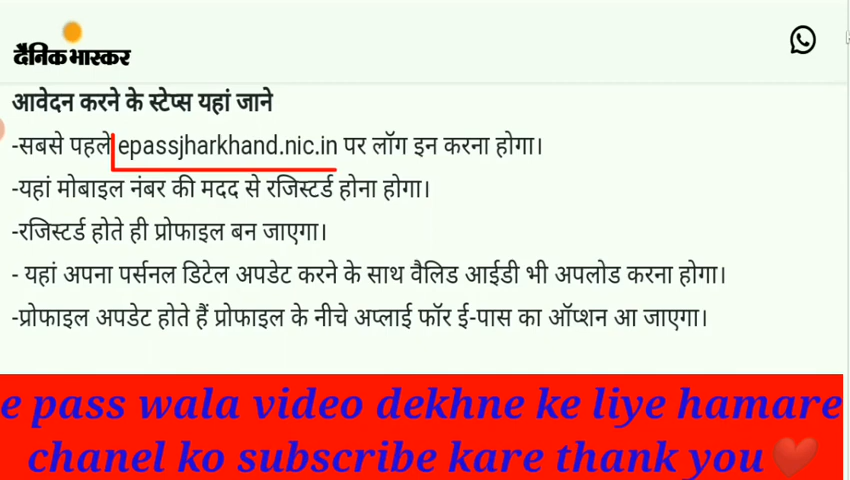 दैनिक भास्कर
आवेदन करने के स्टेप्स यहां जाने
-सबसे पहले epassjharkhand.nic.in पर लॉग इन करना होगा।
-यहां मोबाइल नंबर की मदद से रजिस्टर्ड होना होगा।
-रजिस्टर्ड होते ही प्रोफाइल बन जाएगा।
- यहां अपना पर्सनल डिटेल अपडेट करने के साथ वैलिड आईडी भी अपलोड करना होगा।
-प्रोफाइल अपडेट होते हैं प्रोफाइल के नीचे अप्लाई फॉर ई-पास का ऑप्शन आ जाएगा।
e pass wala video dekhne ke liye hamare
chanel ko subscribe kare thank you❤️